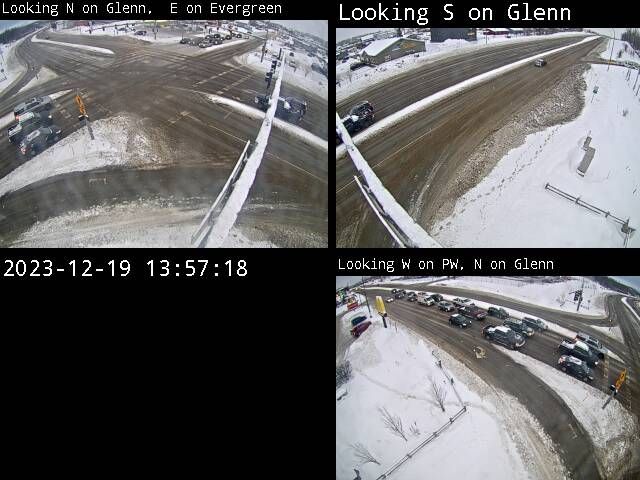 Looking N on Glenn, E on Evergreen
Looking S on Glenn
2023-12-19 13:57:18
Looking W on PW, N on Glenn